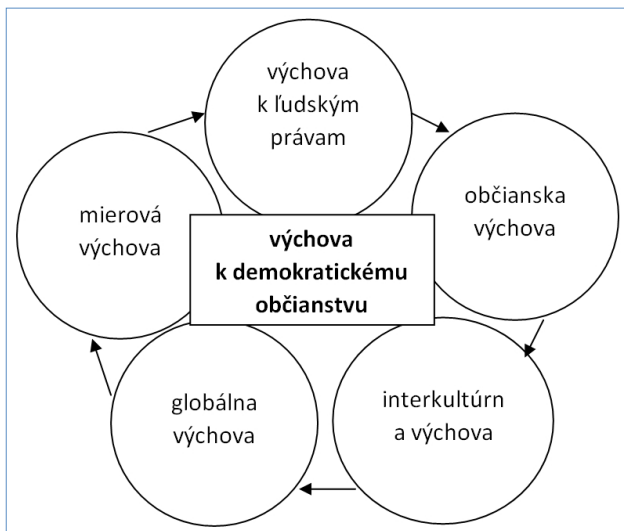 výchova
k ľudským
právam
občianska
výchova
mierová
výchova
výchova
k demokratickému
občianstvu
globálna
výchova
interkultúrn
a výchova